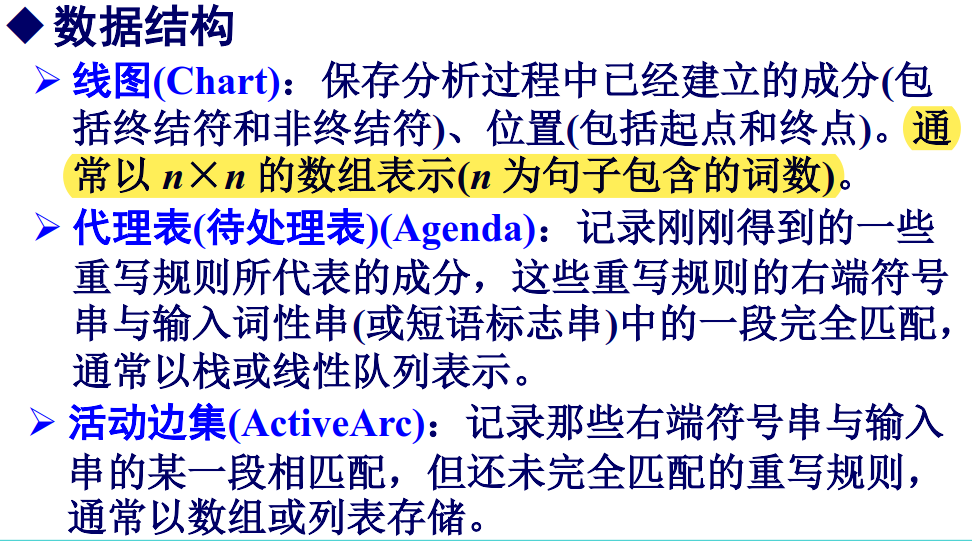 ◆ 数据结构
➢ 线图(Chart)：保存分析过程中已经建立的成分(包
括终结符和非终结符)、位置(包括起点和终点)。通
常以 n×n 的数组表示(n 为句子包含的词数)。
➢ 代理表(待处理表)(Agenda)：记录刚刚得到的一些
重写规则所代表的成分，这些重写规则的右端符号
串与输入词性串(或短语标志串)中的一段完全匹配，
通常以栈或线性队列表示。
➢ 活动边集(ActiveArc)：记录那些右端符号串与输入
串的某一段相匹配，但还未完全匹配的重写规则，
通常以数组或列表存储。